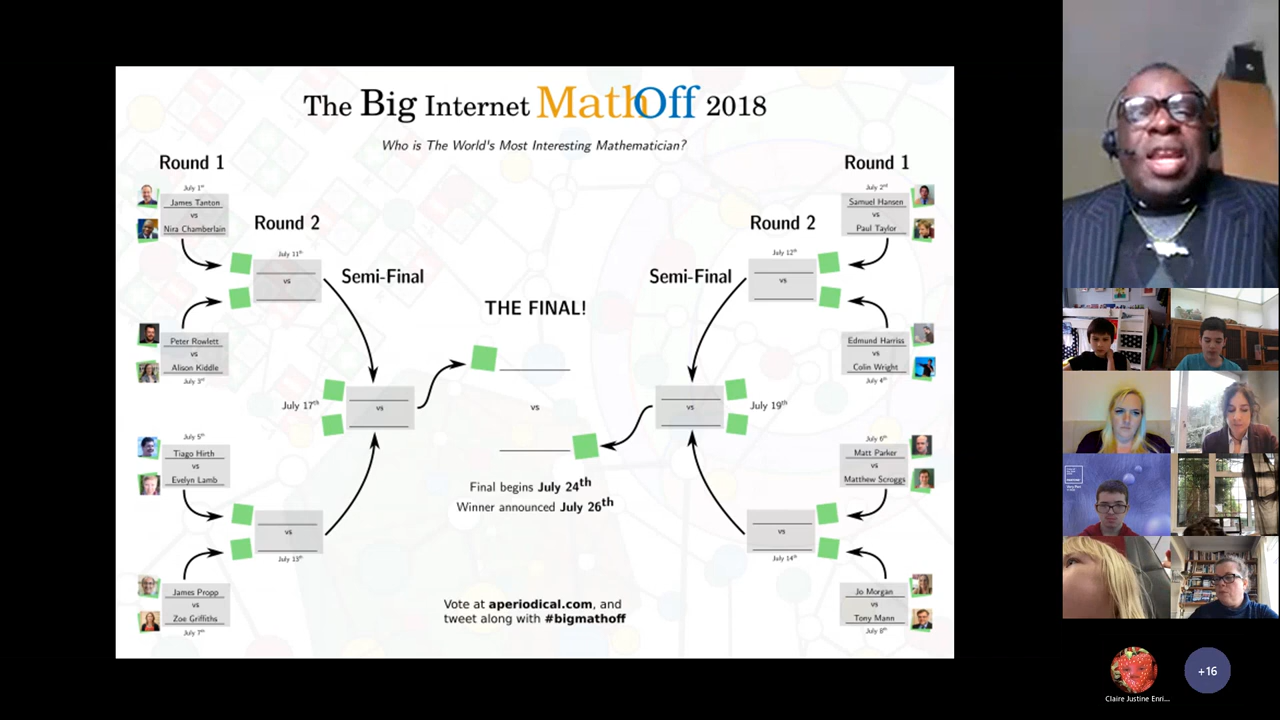 The Big Internet MathOff 2018
Who is The World's Most Interesting Mathematician?
Round 1
July 1st
James Tanton
vs
Nira Chamberlain
Round 2
July 11th
vs
Peter Rowlett
vs
Alison Kiddle
July 3rd
Semi-Final
July 17th
vs
July 5th
Tiago Hirth
vs
Evelyn Lamb
vs
July 13th
James Propp
vs
Zoe Griffiths
July 7th
THE FINAL!
vs
Final begins July 24th
Winner announced July 26th
Vote at aperiodical.com, and
tweet along with #bigmathoff
Round 1
July 2nd
Samuel Hansen
vs
Paul Taylor
Round 2
July 12th
vs
Semi-Final
Edmund Harriss
vs
Colin Wright
July 4th
vs
July 19th
July 6th
Matt Parker
vs
Matthew Scroggs
vs
July 14th
Jo Morgan
vs
Tony Mann
July 8th
Claire Justine Enri...
+16